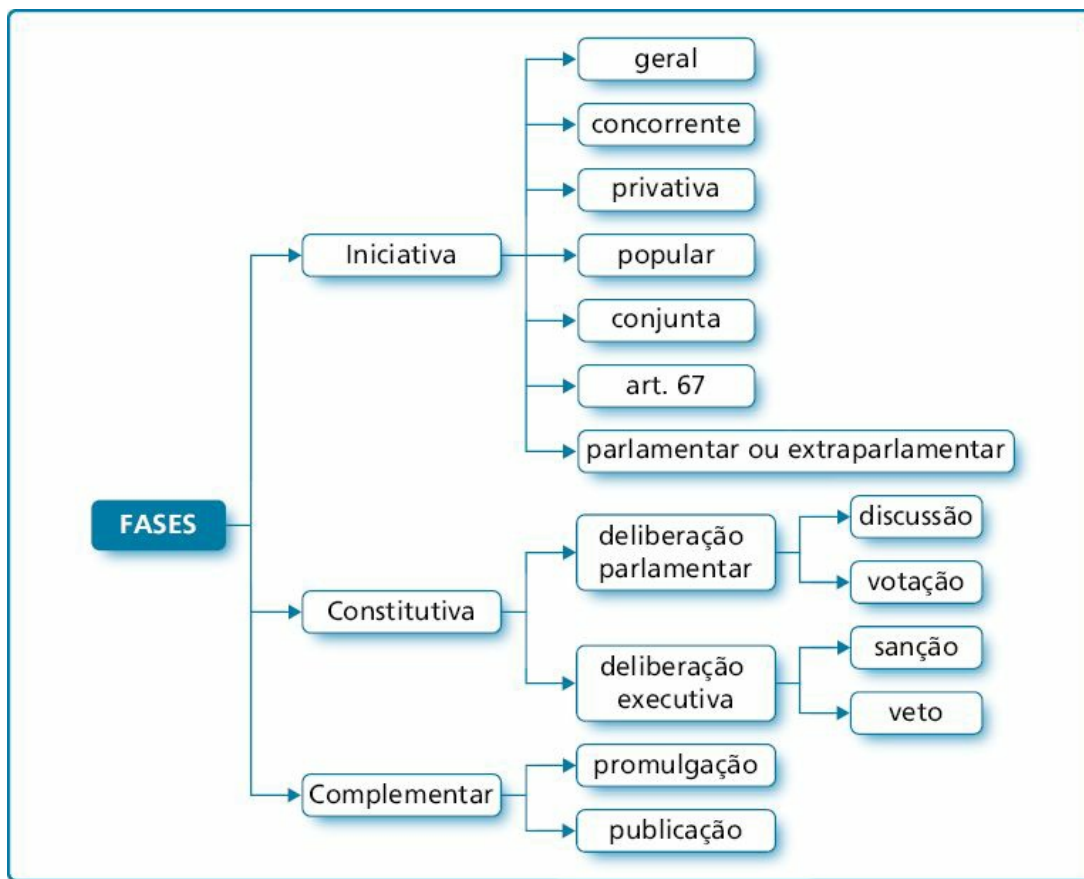 FASES
Iniciativa
geral
concorrente
privativa
popular
conjunta
art. 67
parlamentar ou extraparlamentar
Constitutiva
deliberação
parlamentar
discussão
votação
deliberação
executiva
sanção
veto
Complementar
promulgação
publicação